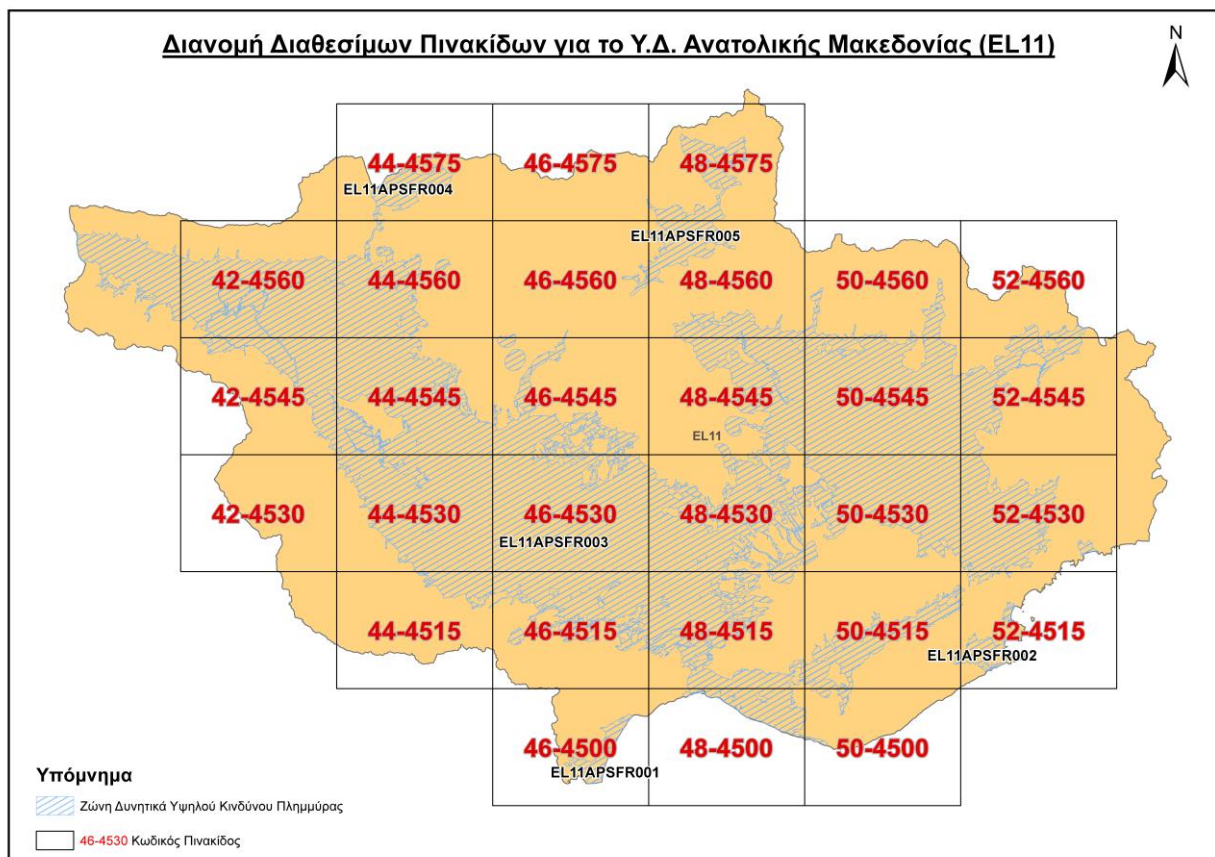 Διανομή Διαθεσίμων Πινακίδων για το Υ.Δ. Ανατολικής Μακεδονίας (EL11)
N
44-4575 46-4575 48-4575
EL11APSFR004
EL11APSFR005
42-4560 44-4560 46-4560 48-4560 50-4560 52-4560
42-4545 44-4545 46-4545 48-4545 50-4545 52-4545
EL11
42-4530 44-4530 46-4530 48-4530 50-4530 52-4530
EL11APSFR003
44-4515 46-4515 48-4515 50-4515 52-4515
EL11APSFR002
46-4500 48-4500 50-4500
EL11APSFR001
Υπόμνημα
Ζώνη Δυνητικά Υψηλού Κινδύνου Πλημμύρας
46-4530 Κωδικός Πινακίδος